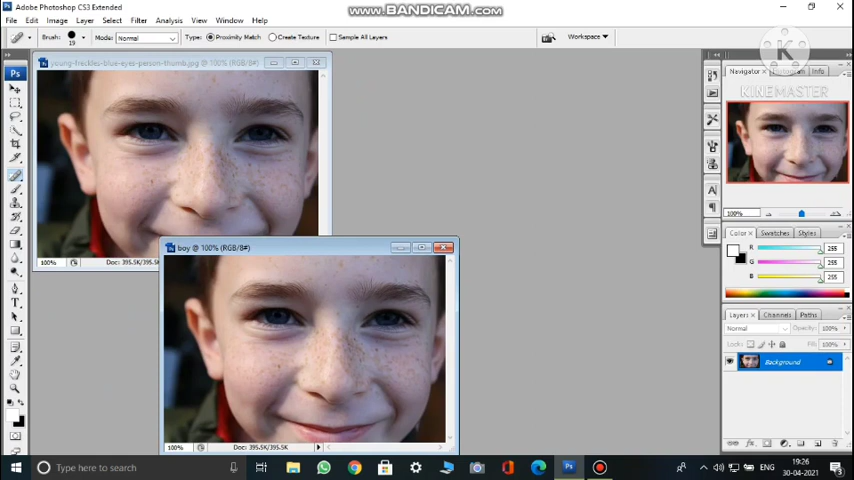 Adobe Photoshop CS3 Extended
WWW.BANDICAM.COM
File Edit Image Layer Select Filter Analysis View Window Help
Brush: 19 Mode: Normal Type: Proximity Match Create Texture Sample All Layers Workspace
K
KINEMASTER
Ps
young-freckles-blue-eyes-person-thumb.jpg @ 100% (RGB/8#)
100% Doc: 395.5K/395.5K
boy @ 100% (RGB/8#)
100% Doc: 395.5K/395.5K
Navigator Histogram Info
100%
Color Swatches Styles
R 255
G 255
B 255
Layers Channels Paths
Normal Opacity: 100%
Lock: Fill: 100%
Background
Type here to search
ENG
19:26
30-04-2021
3